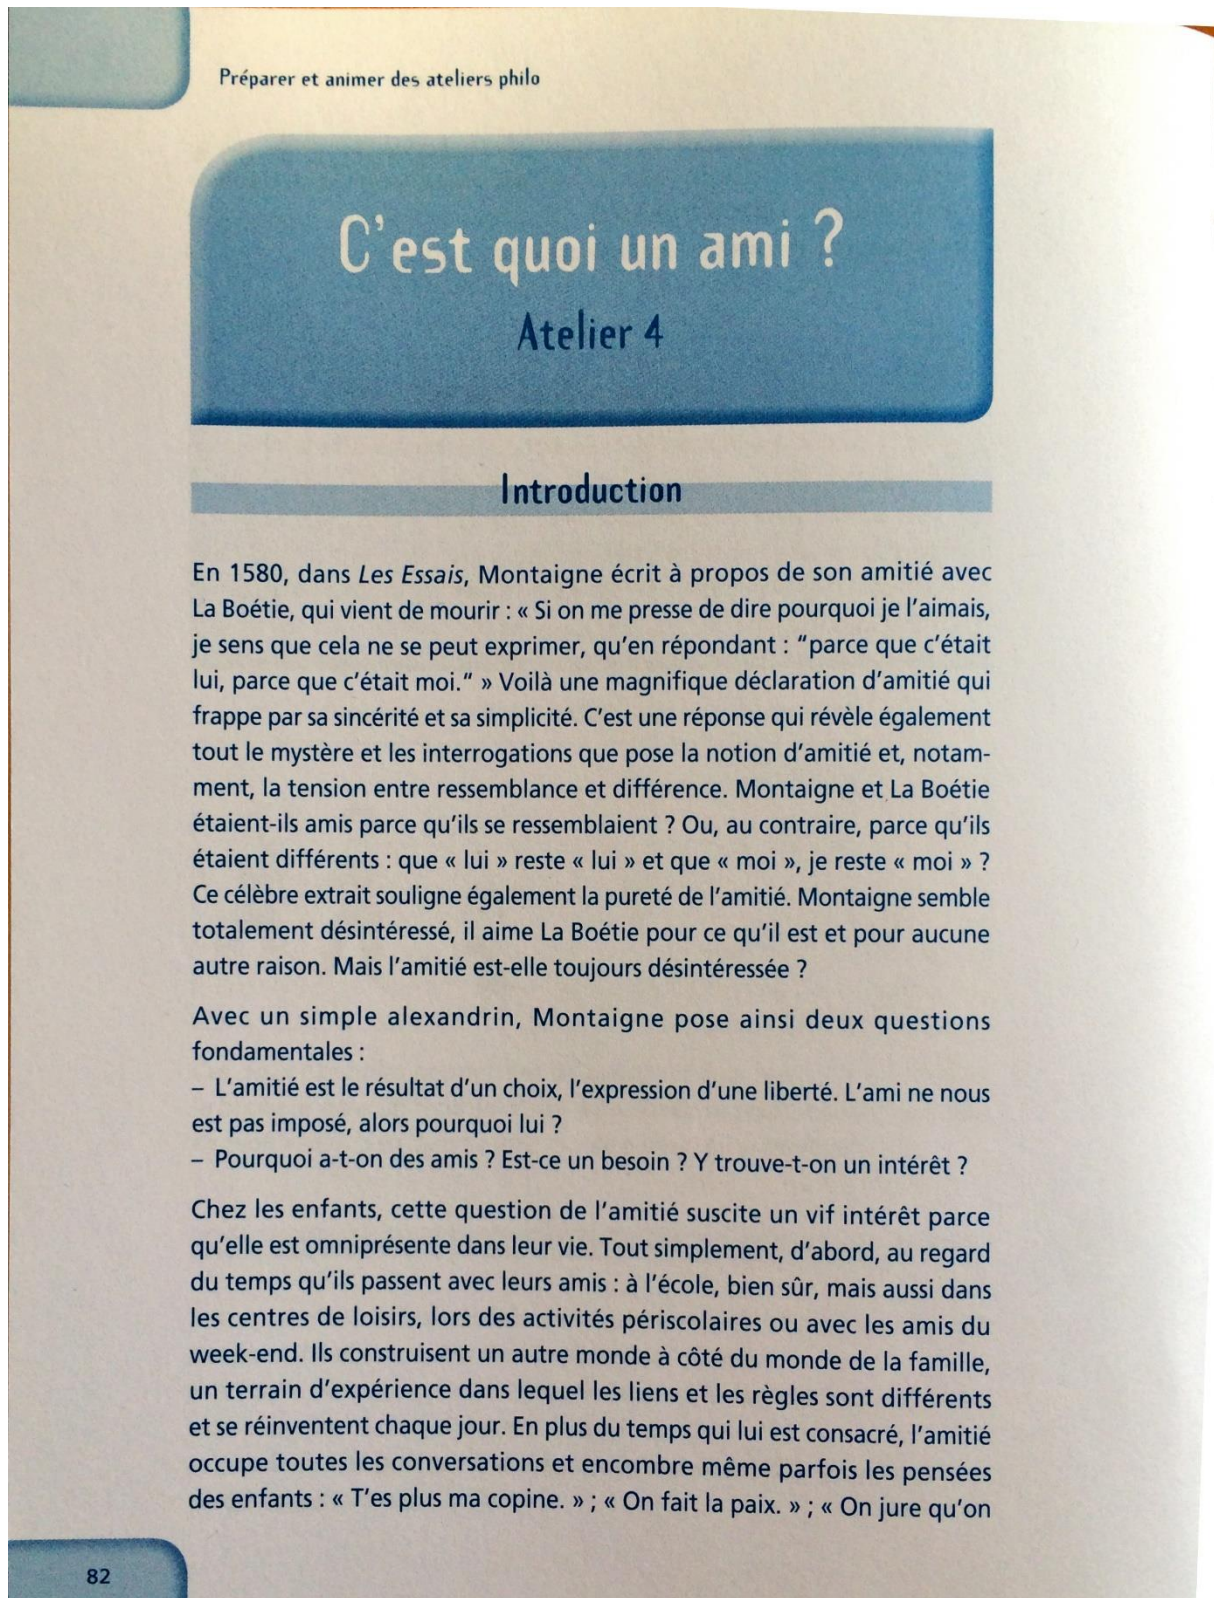 Préparer et animer des ateliers philo
C'est quoi un ami ?
Atelier 4
Introduction
En 1580, dans Les Essais, Montaigne écrit à propos de son amitié avec
La Boétie, qui vient de mourir : « Si on me presse de dire pourquoi je l'aimais,
je sens que cela ne se peut exprimer, qu'en répondant : "parce que c'était
lui, parce que c'était moi." » Voilà une magnifique déclaration d'amitié qui
frappe par sa sincérité et sa simplicité. C'est une réponse qui révèle également
tout le mystère et les interrogations que pose la notion d'amitié et, notam-
ment, la tension entre ressemblance et différence. Montaigne et La Boétie
étaient-ils amis parce qu'ils se ressemblaient ? Ou, au contraire, parce qu'ils
étaient différents : que « lui » reste « lui » et que « moi », je reste « moi » ?
Ce célèbre extrait souligne également la pureté de l'amitié. Montaigne semble
totalement désintéressé, il aime La Boétie pour ce qu'il est et pour aucune
autre raison. Mais l'amitié est-elle toujours désintéressée ?
Avec un simple alexandrin, Montaigne pose ainsi deux questions
fondamentales :
– L'amitié est le résultat d'un choix, l'expression d'une liberté. L'ami ne nous
est pas imposé, alors pourquoi lui ?
– Pourquoi a-t-on des amis ? Est-ce un besoin ? Y trouve-t-on un intérêt ?
Chez les enfants, cette question de l'amitié suscite un vif intérêt parce
qu'elle est omniprésente dans leur vie. Tout simplement, d'abord, au regard
du temps qu'ils passent avec leurs amis : à l'école, bien sûr, mais aussi dans
les centres de loisirs, lors des activités périscolaires ou avec les amis du
week-end. Ils construisent un autre monde à côté du monde de la famille,
un terrain d'expérience dans lequel les liens et les règles sont différents
et se réinventent chaque jour. En plus du temps qui lui est consacré, l'amitié
occupe toutes les conversations et encombre même parfois les pensées
des enfants : « T'es plus ma copine. » ; « On fait la paix. » ; « On jure qu'on
82